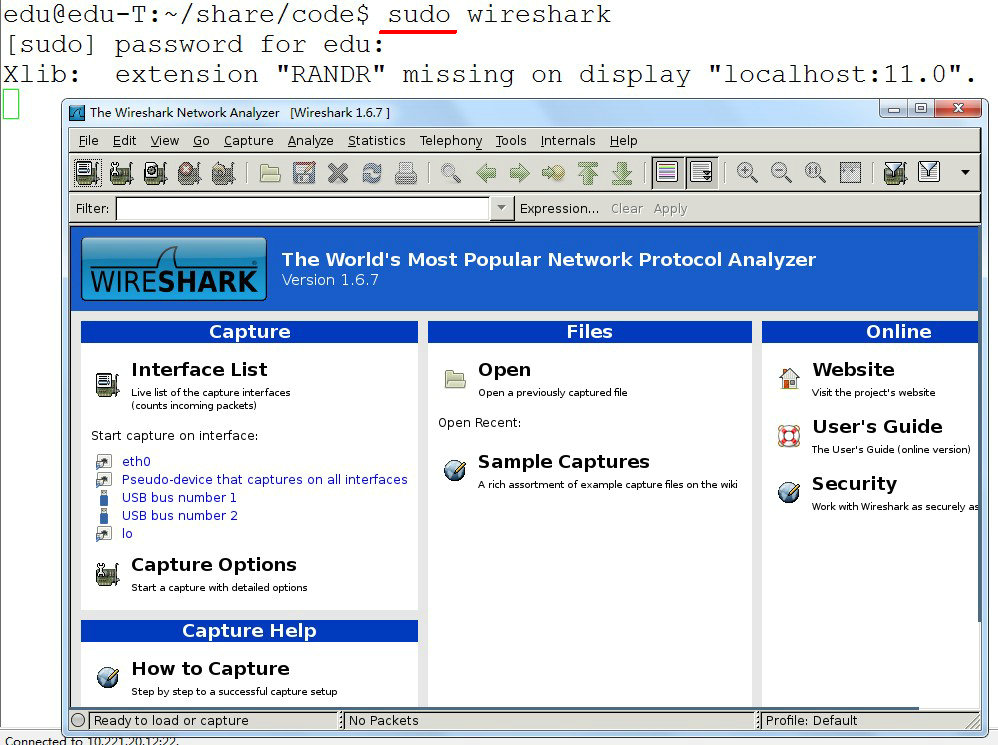 edu@edu-T:~/share/code$ sudo wireshark
[sudo] password for edu:
Xlib:  extension "RANDR" missing on display "localhost:11.0".
The Wireshark Network Analyzer   [Wireshark 1.6.7 ]
File Edit View Go Capture Analyze Statistics Telephony Tools Internals Help
Filter: Expression... Clear Apply
WIRESHARK
The World's Most Popular Network Protocol Analyzer
Version 1.6.7
Capture
Interface List
Live list of the capture interfaces
(counts incoming packets)
Start capture on interface:
eth0
Pseudo-device that captures on all interfaces
USB bus number 1
USB bus number 2
lo
Capture Options
Start a capture with detailed options
Capture Help
How to Capture
Step by step to a successful capture setup
Files
Open
Open a previously captured file
Open Recent:
Sample Captures
A rich assortment of example capture files on the wiki
Online
Website
Visit the project's website
User's Guide
The User's Guide (online version)
Security
Work with Wireshark as securely as
Ready to load or capture
No Packets
Profile: Default
Connected to 10.221.20.12:22.